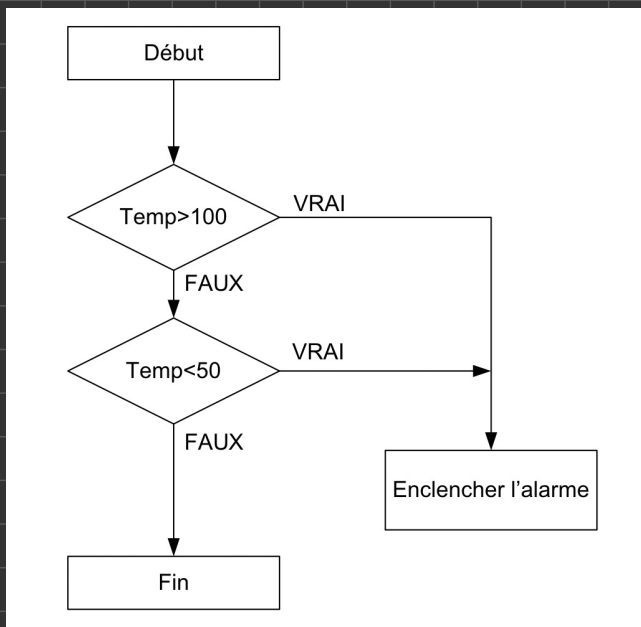 Début
Temp>100
VRAI
FAUX
Temp<50
VRAI
FAUX
Enclencher l’alarme
Fin